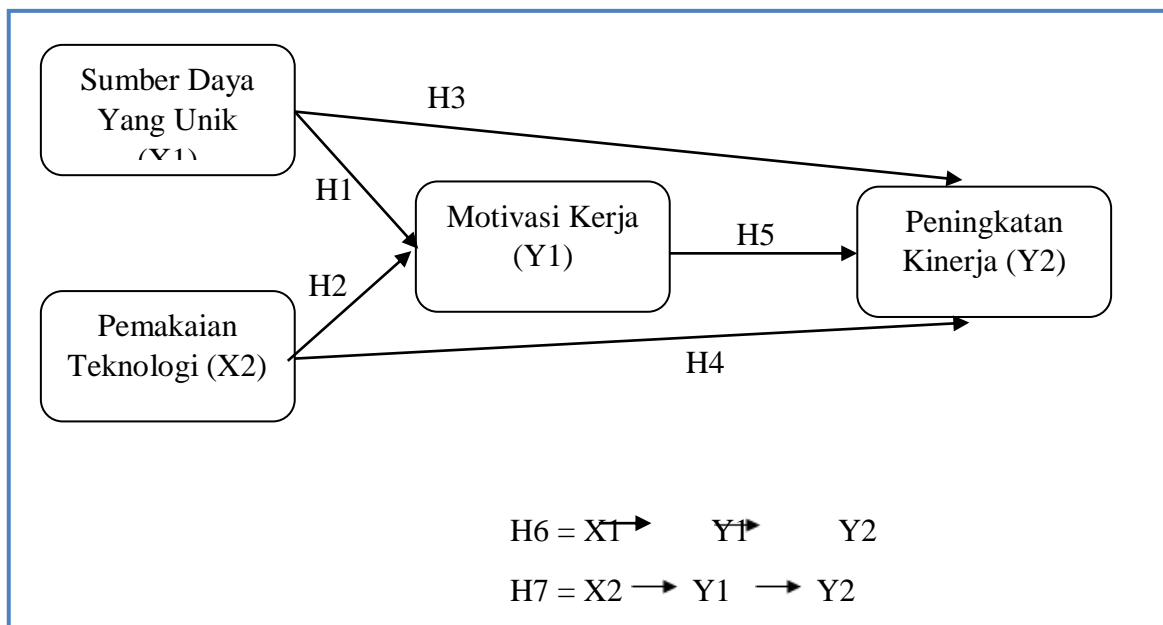 Sumber Daya
Yang Unik
(X1)
H3
H1
Motivasi Kerja
(Y1)
H5
Peningkatan
Kinerja (Y2)
H2
Pemakaian
Teknologi (X2)
H4
H6 = X1 → Y1 → Y2
H7 = X2 → Y1 → Y2